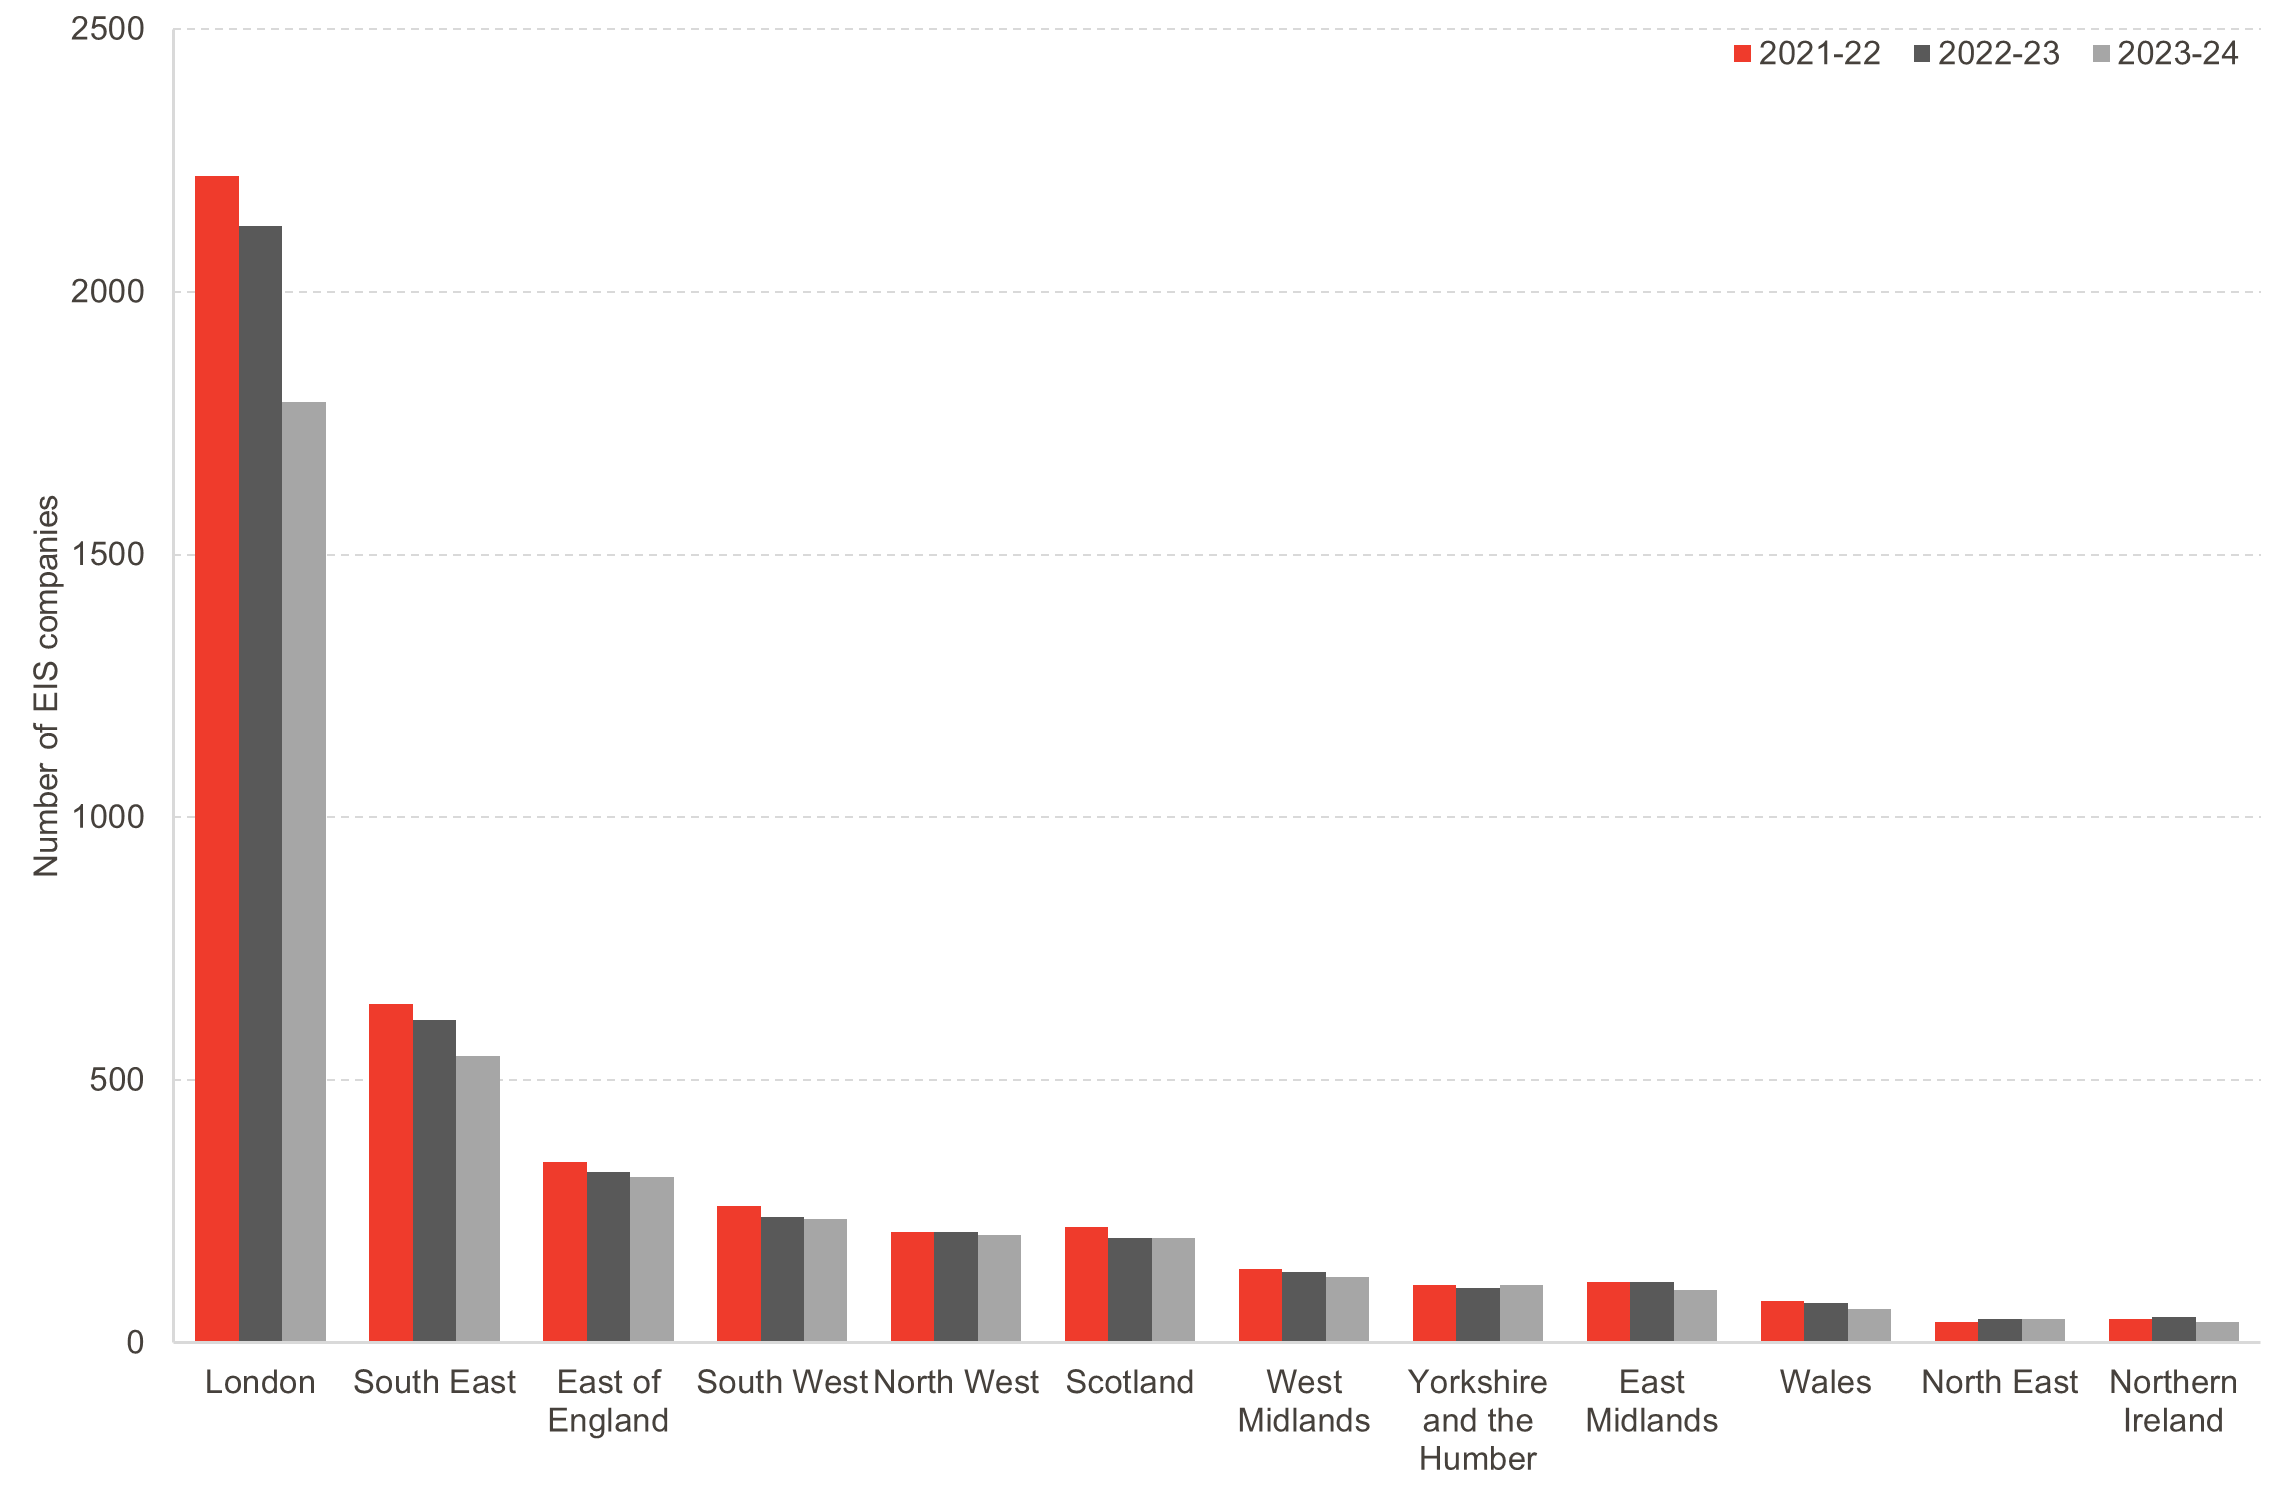 2500
2021-22 2022-23 2023-24
2000
1500
1000
500
0
Number of EIS companies
London
South East
East of
England
South West
North West
Scotland
West
Midlands
Yorkshire
and the
Humber
East
Midlands
Wales
North East
Northern
Ireland